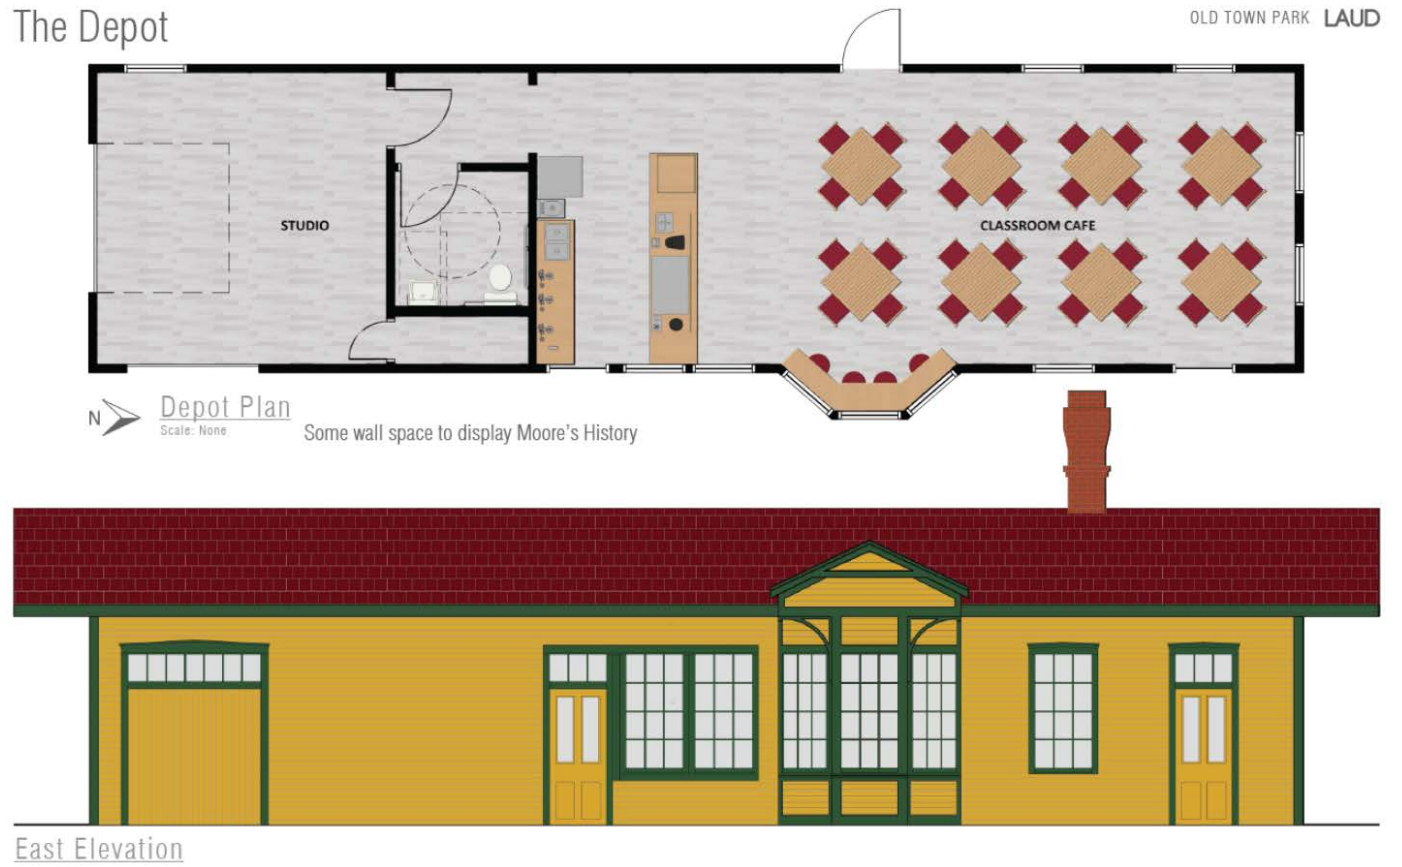 The Depot
OLD TOWN PARK LAUD
STUDIO
CLASSROOM CAFE
N
Depot Plan
Scale: None
Some wall space to display Moore's History
East Elevation